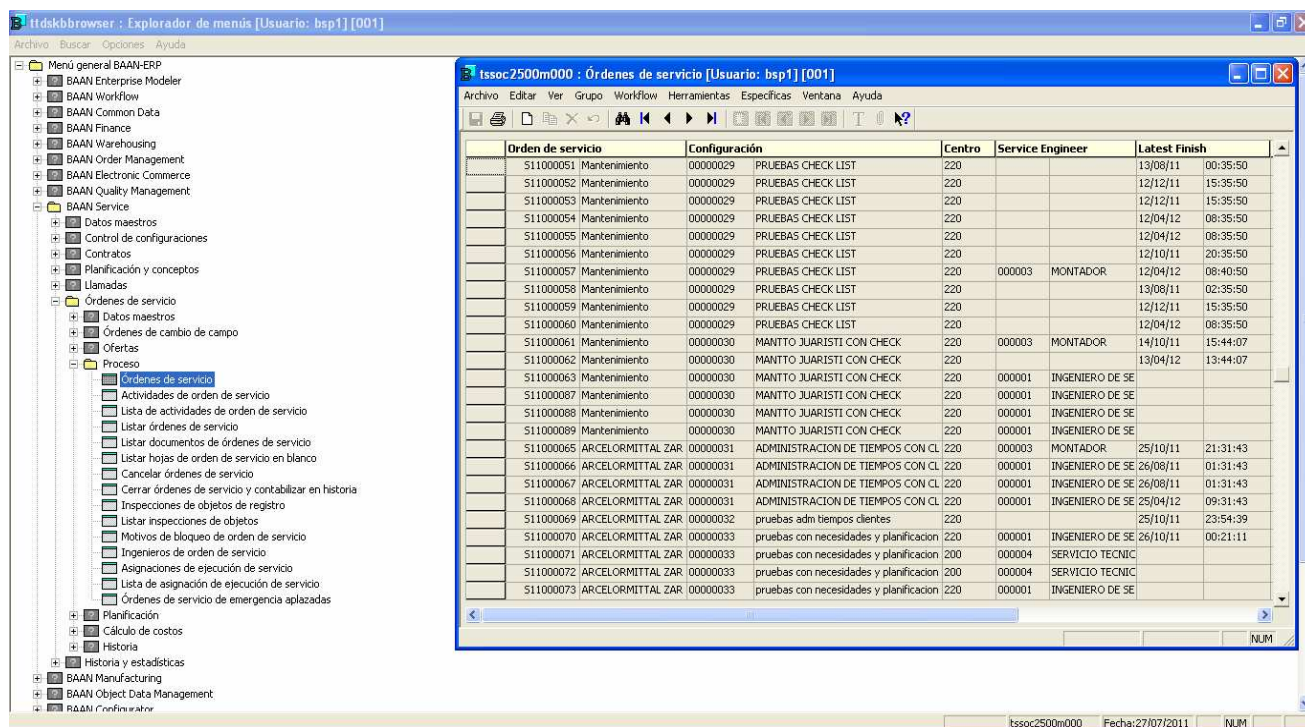 ttdskbbrowser : Explorador de menús [Usuario: bsp1] [001]
Archivo Buscar Opciones Ayuda
Menú general BAAN-ERP
BAAN Enterprise Modeler
BAAN Workflow
BAAN Common Data
BAAN Finance
BAAN Warehousing
BAAN Order Management
BAAN Electronic Commerce
BAAN Quality Management
BAAN Service
Datos maestros
Control de configuraciones
Contratos
Planificación y conceptos
Llamadas
Órdenes de servicio
Datos maestros
Órdenes de cambio de campo
Ofertas
Proceso
Órdenes de servicio
Actividades de orden de servicio
Lista de actividades de orden de servicio
Listar órdenes de servicio
Listar documentos de órdenes de servicio
Listar hojas de orden de servicio en blanco
Cancelar órdenes de servicio
Cerrar órdenes de servicio y contabilizar en historia
Inspecciones de objetos de registro
Listar inspecciones de objetos
Motivos de bloqueo de orden de servicio
Ingenieros de orden de servicio
Asignaciones de ejecución de servicio
Lista de asignación de ejecución de servicio
Órdenes de servicio de emergencia aplazadas
Planificación
Cálculo de costos
Historia
Historia y estadísticas
BAAN Manufacturing
BAAN Object Data Management
BAAN Configurator
tssoc2500m000 : Órdenes de servicio [Usuario: bsp1] [001]
Archivo Editar Ver Grupo Workflow Herramientas Específicas Ventana Ayuda
Orden de servicio Configuración Centro Service Engineer Latest Finish
S11000051 Mantenimiento 00000029 PRUEBAS CHECK LIST 220 13/08/11 00:35:50
S11000052 Mantenimiento 00000029 PRUEBAS CHECK LIST 220 12/12/11 15:35:50
S11000053 Mantenimiento 00000029 PRUEBAS CHECK LIST 220 12/12/11 15:35:50
S11000054 Mantenimiento 00000029 PRUEBAS CHECK LIST 220 12/04/12 08:35:50
S11000055 Mantenimiento 00000029 PRUEBAS CHECK LIST 220 12/04/12 08:35:50
S11000056 Mantenimiento 00000029 PRUEBAS CHECK LIST 220 12/10/11 20:35:50
S11000057 Mantenimiento 00000029 PRUEBAS CHECK LIST 220 000003 MONTADOR 12/04/12 08:40:50
S11000058 Mantenimiento 00000029 PRUEBAS CHECK LIST 220 13/08/11 02:35:50
S11000059 Mantenimiento 00000029 PRUEBAS CHECK LIST 220 12/12/11 15:35:50
S11000060 Mantenimiento 00000029 PRUEBAS CHECK LIST 220 12/04/12 08:35:50
S11000061 Mantenimiento 00000030 MANTTO JUARISTI CON CHECK 220 000003 MONTADOR 14/10/11 15:44:07
S11000062 Mantenimiento 00000030 MANTTO JUARISTI CON CHECK 220 13/04/12 13:44:07
S11000063 Mantenimiento 00000030 MANTTO JUARISTI CON CHECK 220 000001 INGENIERO DE SE
S11000087 Mantenimiento 00000030 MANTTO JUARISTI CON CHECK 220 000001 INGENIERO DE SE
S11000088 Mantenimiento 00000030 MANTTO JUARISTI CON CHECK 220 000001 INGENIERO DE SE
S11000089 Mantenimiento 00000030 MANTTO JUARISTI CON CHECK 220 000001 INGENIERO DE SE
S11000065 ARCELORMITTAL ZAR 00000031 ADMINISTRACION DE TIEMPOS CON CL 220 000003 MONTADOR 25/10/11 21:31:43
S11000066 ARCELORMITTAL ZAR 00000031 ADMINISTRACION DE TIEMPOS CON CL 220 000001 INGENIERO DE SE 26/08/11 01:31:43
S11000067 ARCELORMITTAL ZAR 00000031 ADMINISTRACION DE TIEMPOS CON CL 220 000001 INGENIERO DE SE 26/08/11 01:31:43
S11000068 ARCELORMITTAL ZAR 00000031 ADMINISTRACION DE TIEMPOS CON CL 220 000001 INGENIERO DE SE 25/04/12 09:31:43
S11000069 ARCELORMITTAL ZAR 00000032 pruebas adm tiempos clientes 220 25/10/11 23:54:39
S11000070 ARCELORMITTAL ZAR 00000033 pruebas con necesidades y planificacion 220 000001 INGENIERO DE SE 26/10/11 00:21:11
S11000071 ARCELORMITTAL ZAR 00000033 pruebas con necesidades y planificacion 200 000004 SERVICIO TECNIC
S11000072 ARCELORMITTAL ZAR 00000033 pruebas con necesidades y planificacion 200 000004 SERVICIO TECNIC
S11000073 ARCELORMITTAL ZAR 00000033 pruebas con necesidades y planificacion 220 000001 INGENIERO DE SE
NUM
tssoc2500m000 Fecha:27/07/2011 NUM